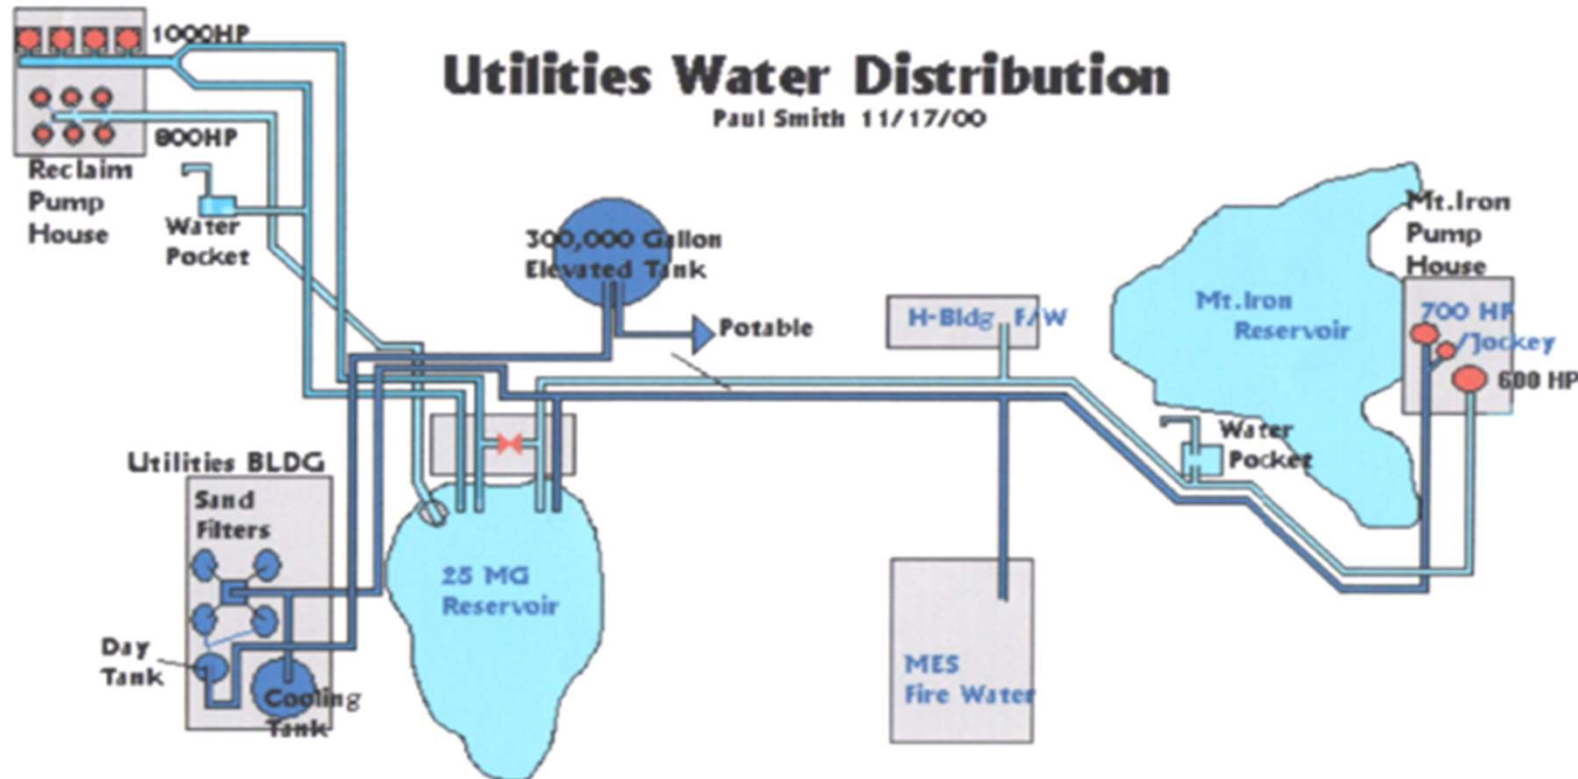 Utilities Water Distribution
Paul Smith 11/17/00
1000HP
800HP
Reclaim
Pump
House
Water
Pocket
300,000 Gallon
Elevated Tank
Potable
H-Bldg F/W
Mt.Iron
Reservoir
Mt.Iron
Pump
House
700 HP
/Jockey
600 HP
Water
Pocket
Utilities BLDG
Sand
Filters
25 MG
Reservoir
Day
Tank
Cooling
Tank
MES
Fire Water